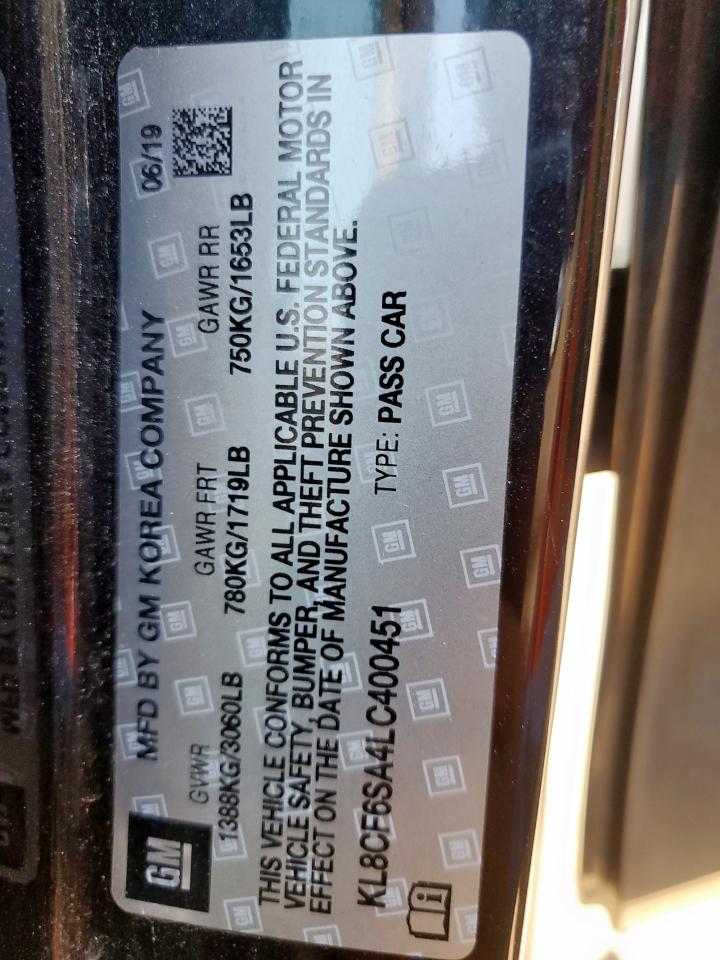 GM
MFD BY GM KOREA COMPANY 06/19
GVWR GAWR FRT GAWR RR
1388KG/3060LB 780KG/1719LB 750KG/1653LB
THIS VEHICLE CONFORMS TO ALL APPLICABLE U.S. FEDERAL MOTOR
VEHICLE SAFETY, BUMPER, AND THEFT PREVENTION STANDARDS IN
EFFECT ON THE DATE OF MANUFACTURE SHOWN ABOVE.
KL8CF6SA4LC400451 TYPE: PASS CAR